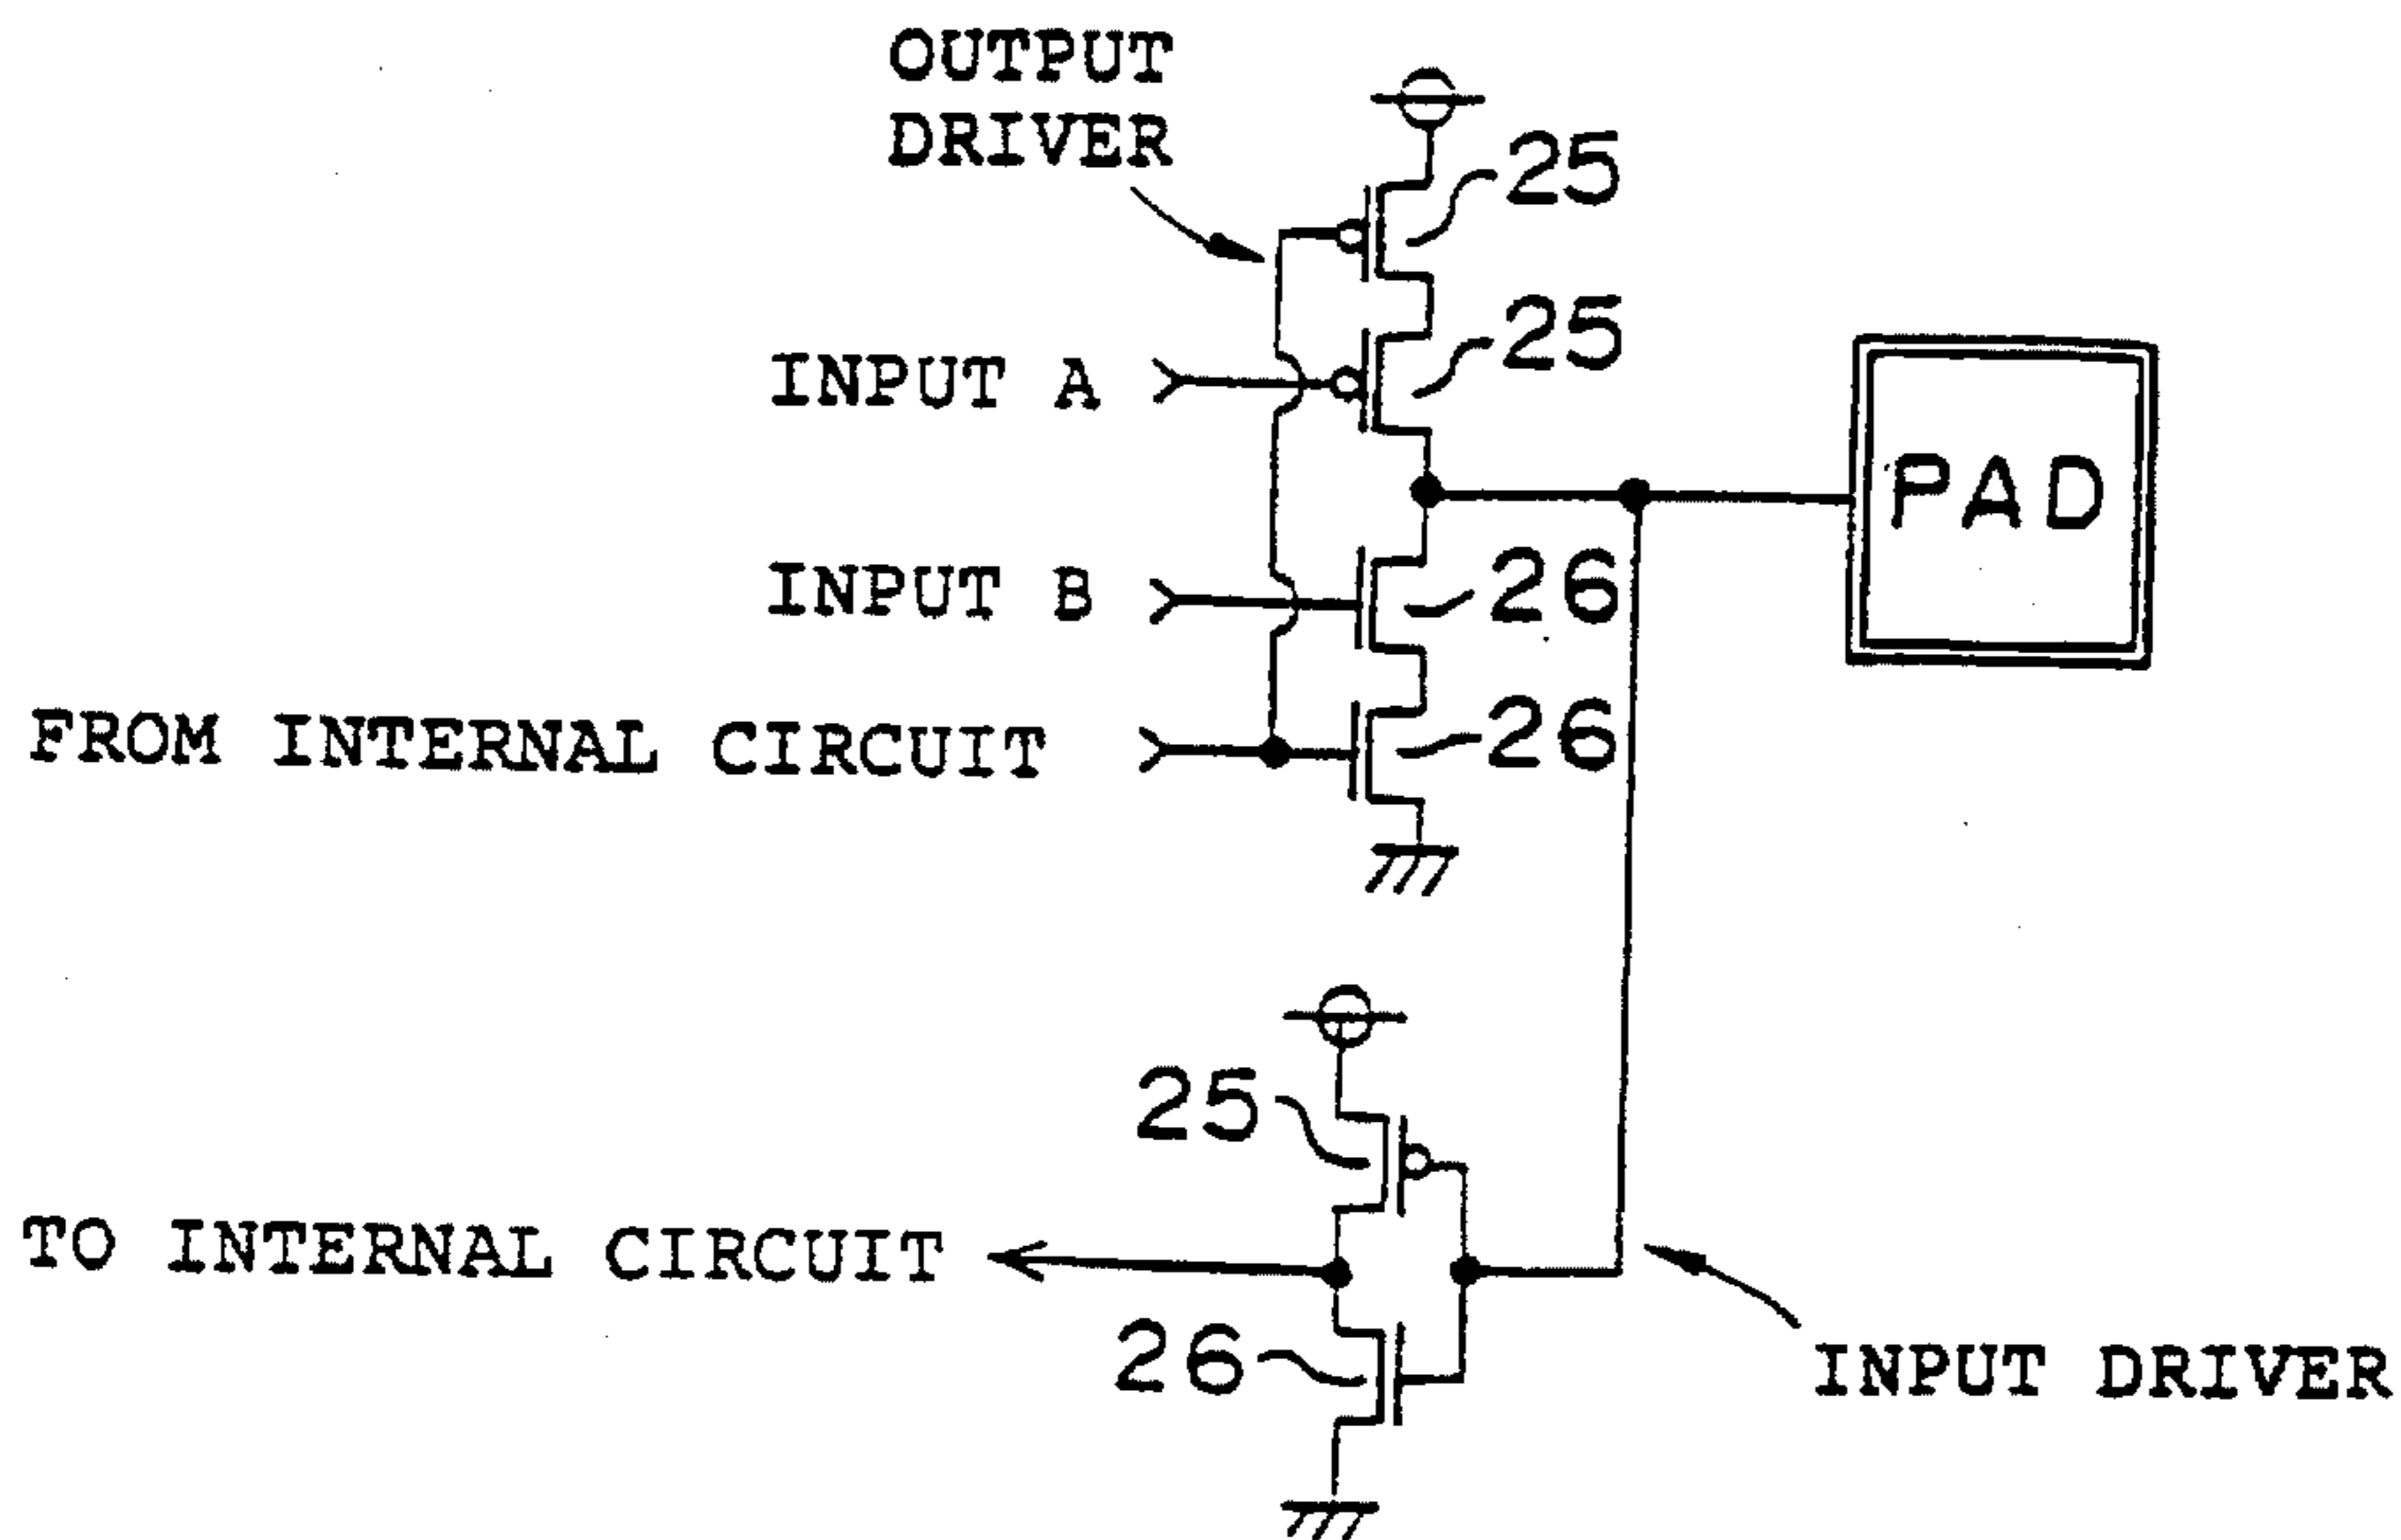 OUTPUT
DRIVER
25
25
INPUT A
PAD
INPUT B
26
FROM INTERNAL CIRCUIT
26
25
TO INTERNAL CIRCUIT
26
INPUT DRIVER